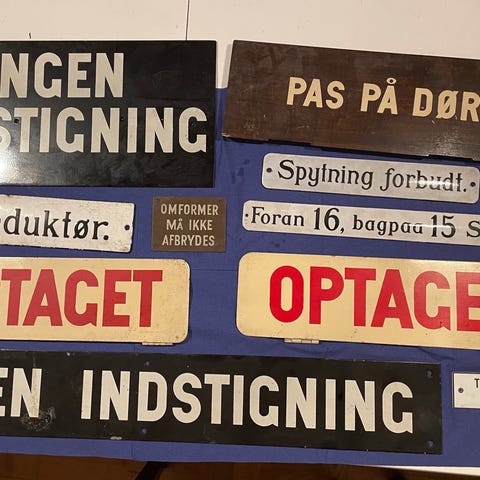 NGEN
STIGNING
PAS PÅ DØR
Spytning forbudt.
duktør.
OMFORMER
MÅ IKKE
AFBRYDES
Foran 16, bagpaa 15 S
TAGET
OPTAGE
EN INDSTIGNING
T